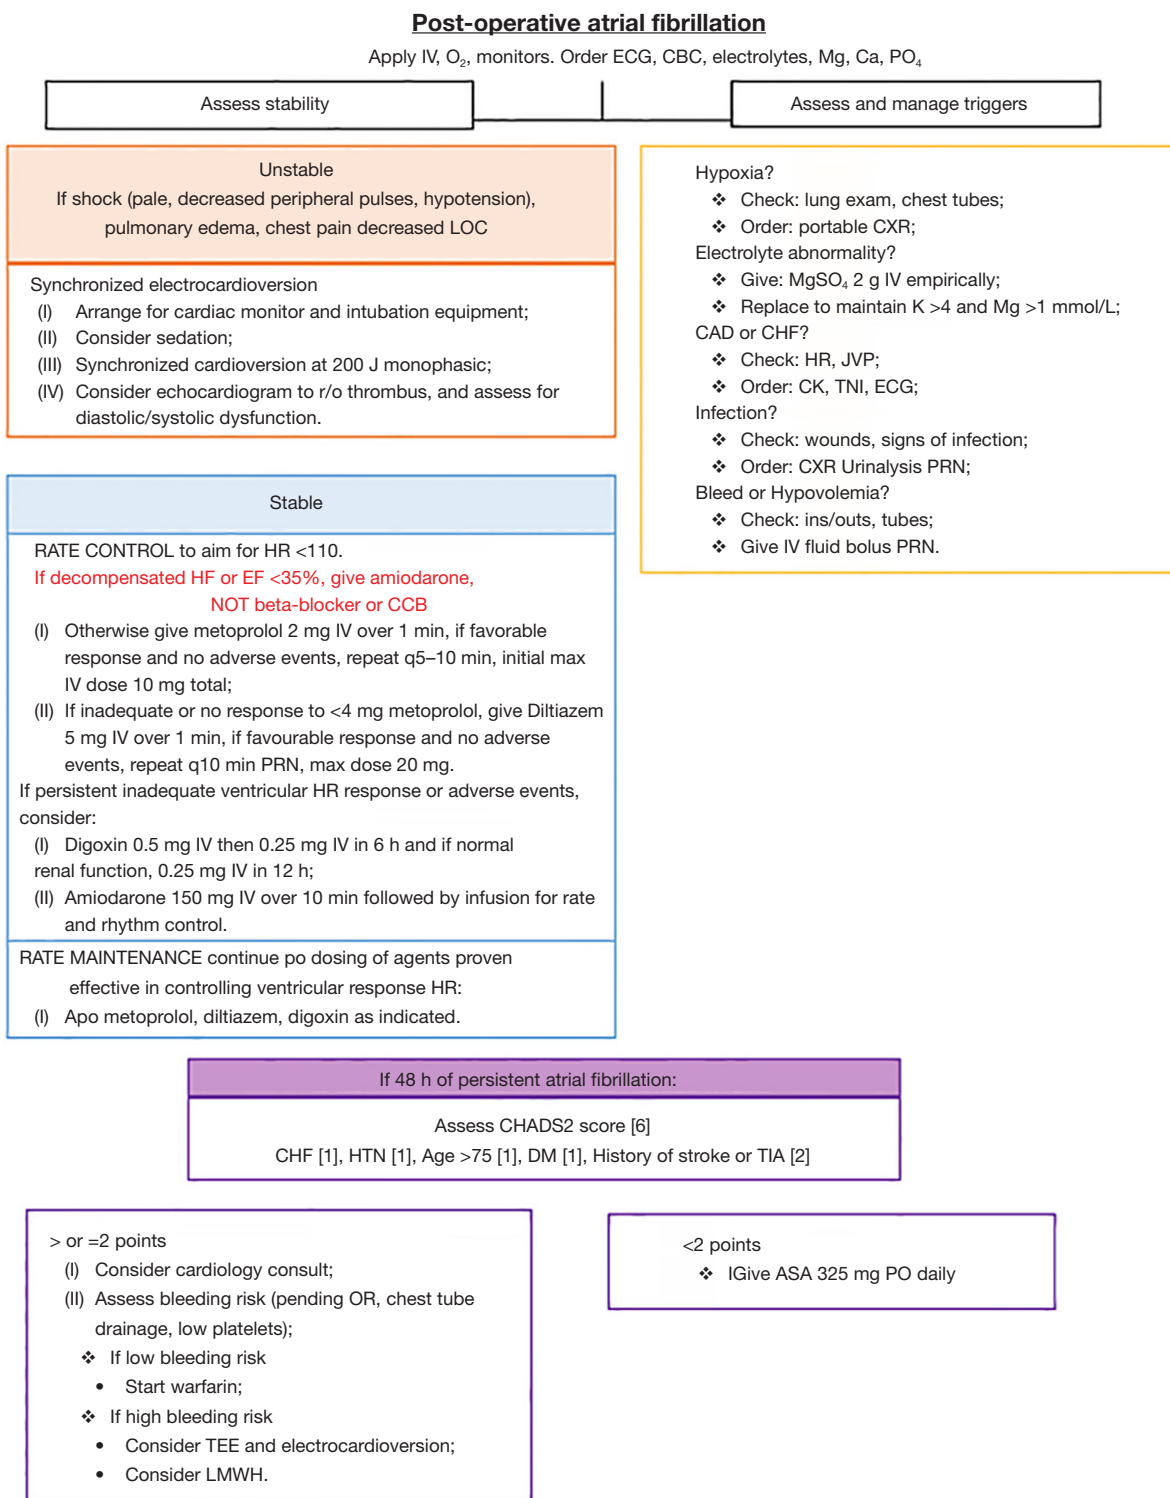 Post-operative atrial fibrillation
Apply IV, O₂, monitors. Order ECG, CBC, electrolytes, Mg, Ca, PO₄
Assess stability
Assess and manage triggers
Unstable
If shock (pale, decreased peripheral pulses, hypotension),
pulmonary edema, chest pain decreased LOC
Synchronized electrocardioversion
(I) Arrange for cardiac monitor and intubation equipment;
(II) Consider sedation;
(III) Synchronized cardioversion at 200 J monophasic;
(IV) Consider echocardiogram to r/o thrombus, and assess for
diastolic/systolic dysfunction.
Hypoxia?
❖ Check: lung exam, chest tubes;
❖ Order: portable CXR;
Electrolyte abnormality?
❖ Give: MgSO₄ 2 g IV empirically;
❖ Replace to maintain K >4 and Mg >1 mmol/L;
CAD or CHF?
❖ Check: HR, JVP;
❖ Order: CK, TNI, ECG;
Infection?
❖ Check: wounds, signs of infection;
❖ Order: CXR Urinalysis PRN;
Bleed or Hypovolemia?
❖ Check: ins/outs, tubes;
❖ Give IV fluid bolus PRN.
Stable
RATE CONTROL to aim for HR <110.
If decompensated HF or EF <35%, give amiodarone,
NOT beta-blocker or CCB
(I) Otherwise give metoprolol 2 mg IV over 1 min, if favorable
response and no adverse events, repeat q5–10 min, initial max
IV dose 10 mg total;
(II) If inadequate or no response to <4 mg metoprolol, give Diltiazem
5 mg IV over 1 min, if favourable response and no adverse
events, repeat q10 min PRN, max dose 20 mg.
If persistent inadequate ventricular HR response or adverse events,
consider:
(I) Digoxin 0.5 mg IV then 0.25 mg IV in 6 h and if normal
renal function, 0.25 mg IV in 12 h;
(II) Amiodarone 150 mg IV over 10 min followed by infusion for rate
and rhythm control.
RATE MAINTENANCE continue po dosing of agents proven
effective in controlling ventricular response HR:
(I) Apo metoprolol, diltiazem, digoxin as indicated.
If 48 h of persistent atrial fibrillation:
Assess CHADS2 score [6]
CHF [1], HTN [1], Age >75 [1], DM [1], History of stroke or TIA [2]
> or =2 points
(I) Consider cardiology consult;
(II) Assess bleeding risk (pending OR, chest tube
drainage, low platelets);
❖ If low bleeding risk
• Start warfarin;
❖ If high bleeding risk
• Consider TEE and electrocardioversion;
• Consider LMWH.
<2 points
❖ IGive ASA 325 mg PO daily